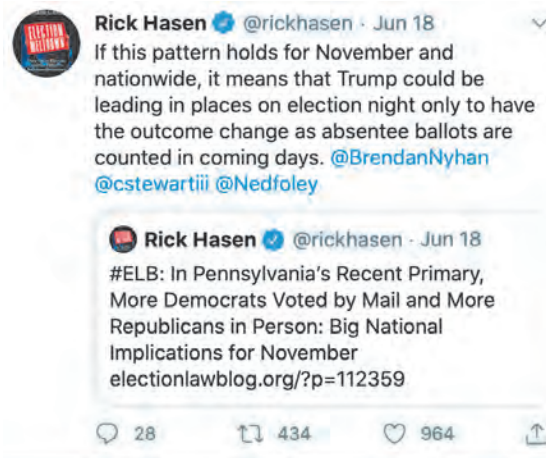 ELECTION
MELTDOWN
Rick Hasen @rickhasen · Jun 18
If this pattern holds for November and
nationwide, it means that Trump could be
leading in places on election night only to have
the outcome change as absentee ballots are
counted in coming days. @BrendanNyhan
@cstewartiii @Nedfoley
Rick Hasen @rickhasen · Jun 18
#ELB: In Pennsylvania's Recent Primary,
More Democrats Voted by Mail and More
Republicans in Person: Big National
Implications for November
electionlawblog.org/?p=112359
28 434 964